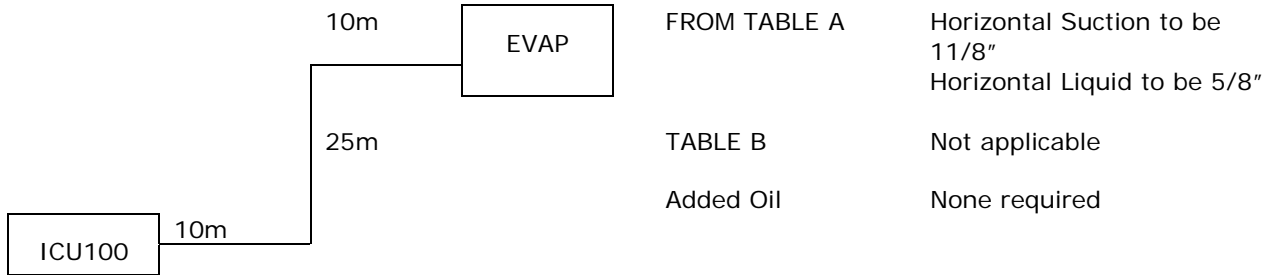 10m
EVAP
FROM TABLE A
Horizontal Suction to be
11/8″
Horizontal Liquid to be 5/8″
25m
TABLE B
Not applicable
Added Oil
None required
10m
ICU100